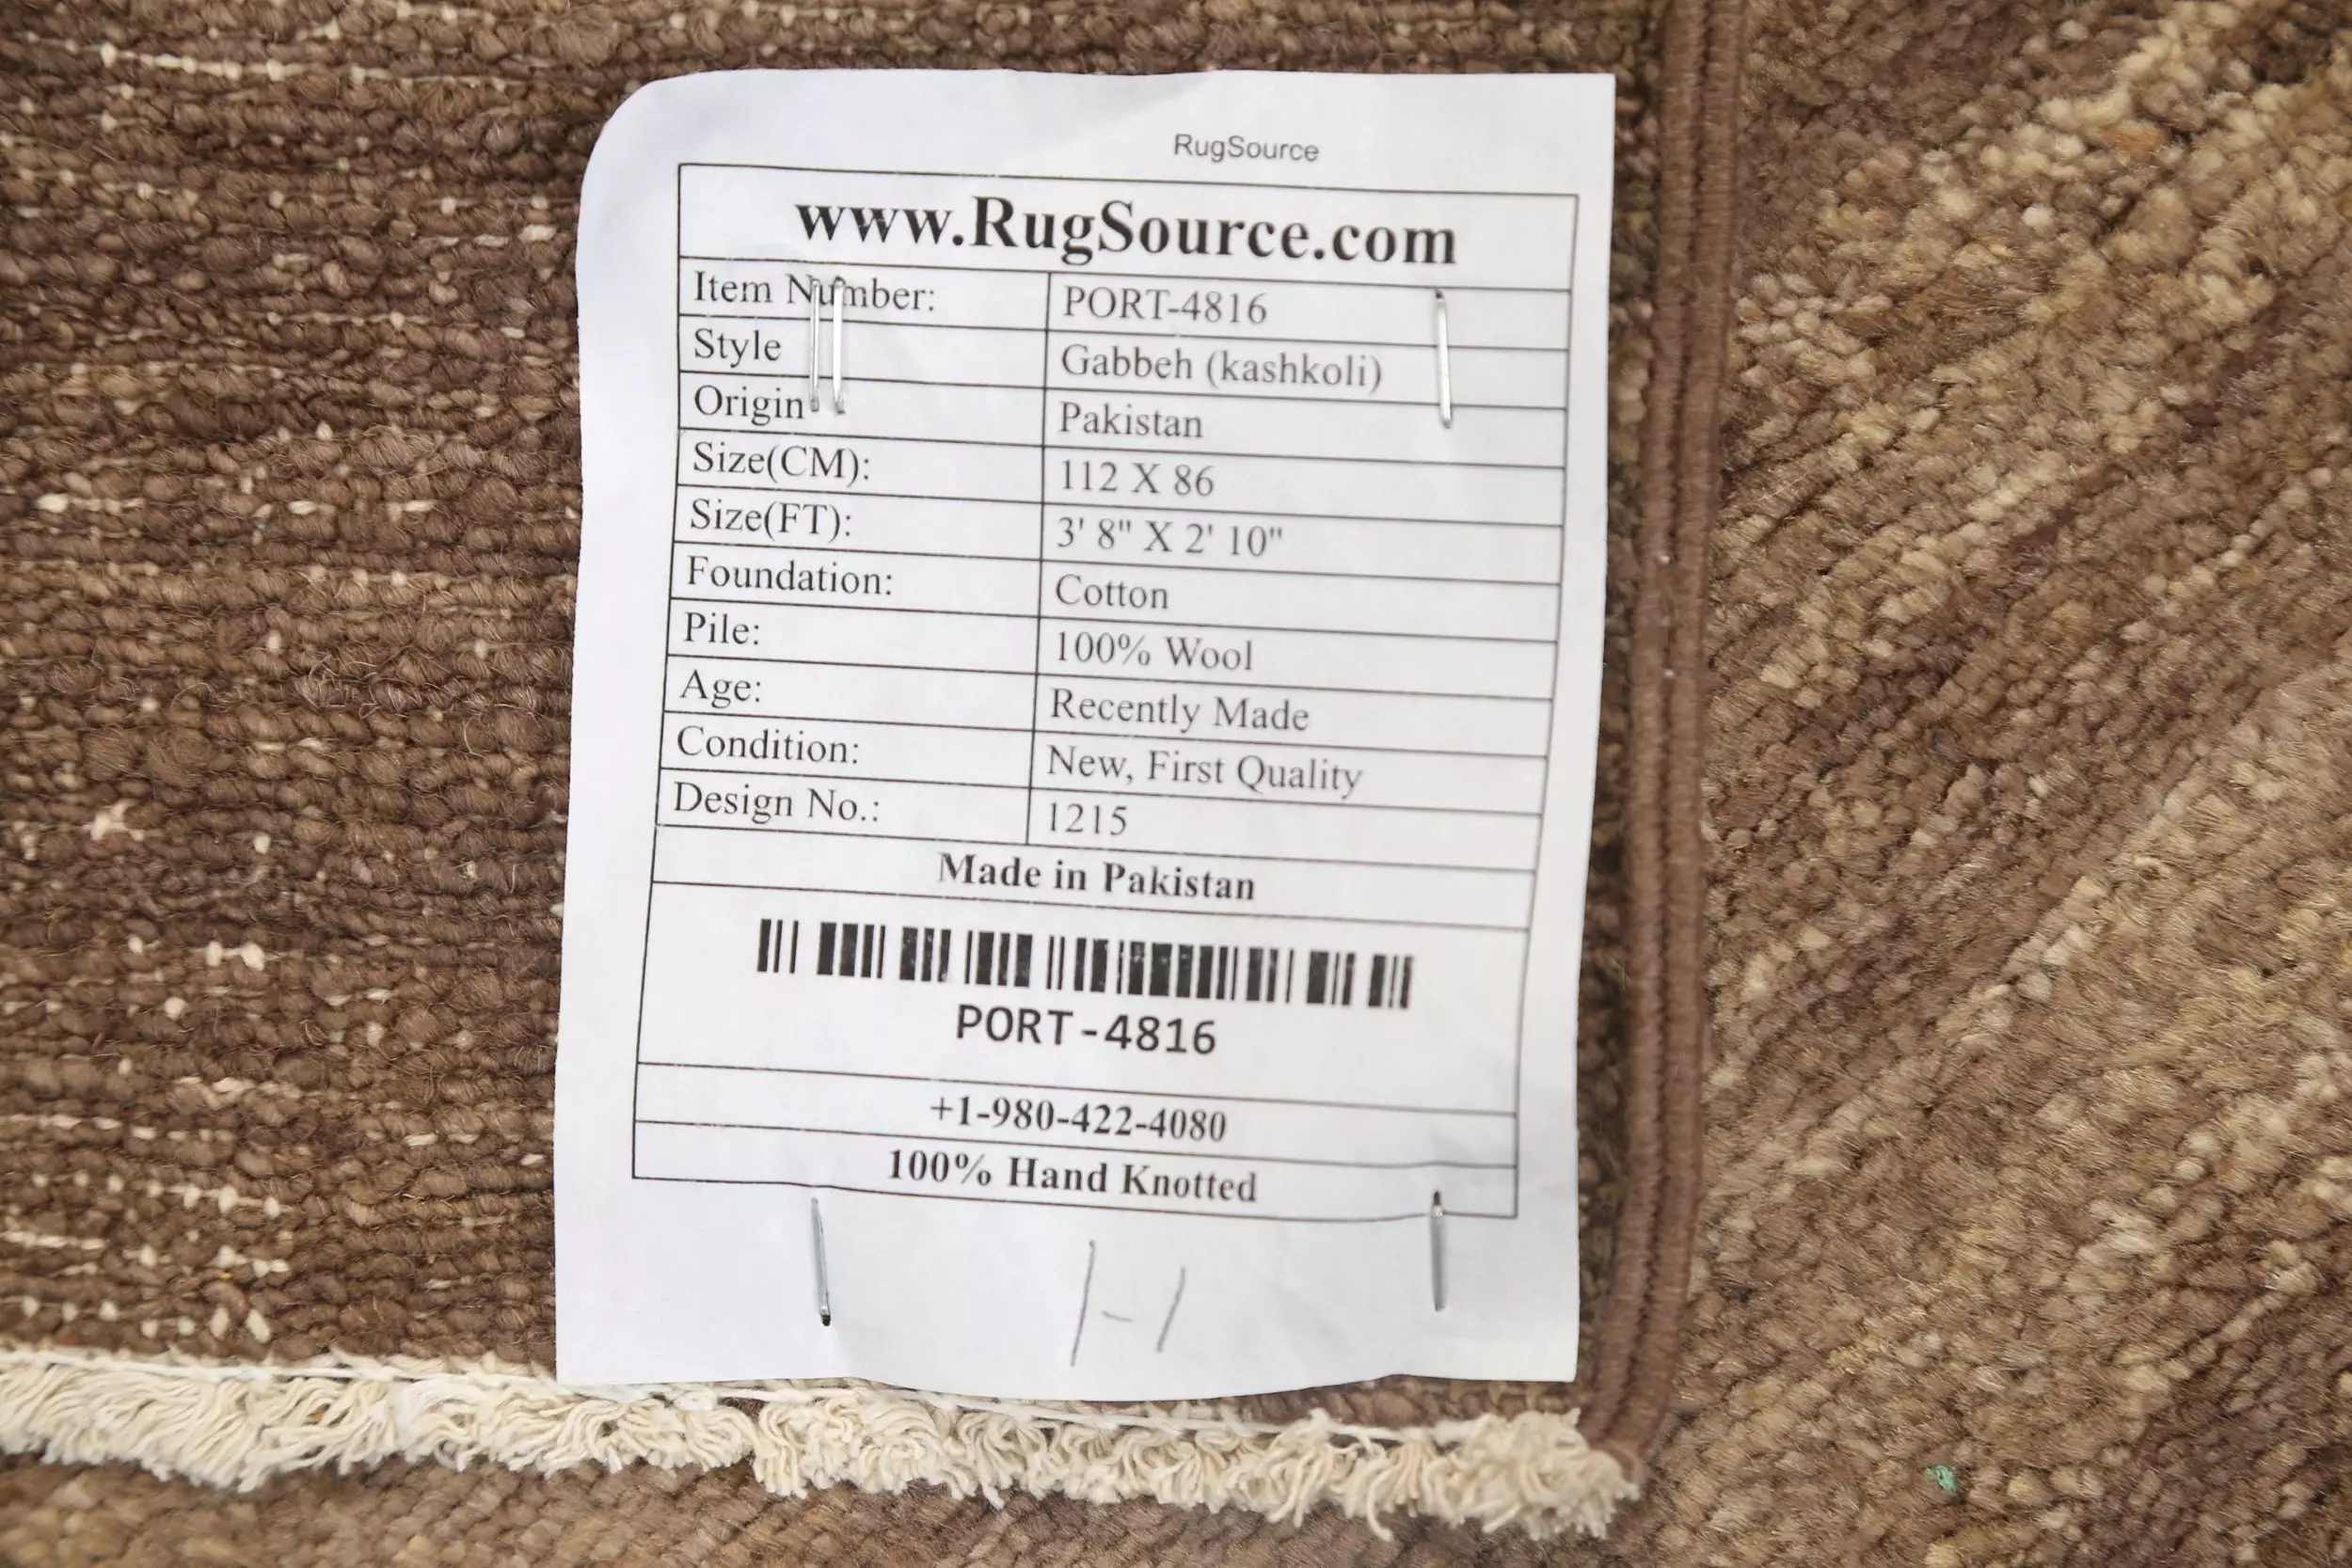 RugSource
www.RugSource.com
Item Number: PORT-4816
Style Gabbeh (kashkoli)
Origin Pakistan
Size(CM): 112 X 86
Size(FT): 3' 8" X 2' 10"
Foundation: Cotton
Pile: 100% Wool
Age: Recently Made
Condition: New, First Quality
Design No.: 1215
Made in Pakistan
PORT-4816
+1-980-422-4080
100% Hand Knotted
1-1